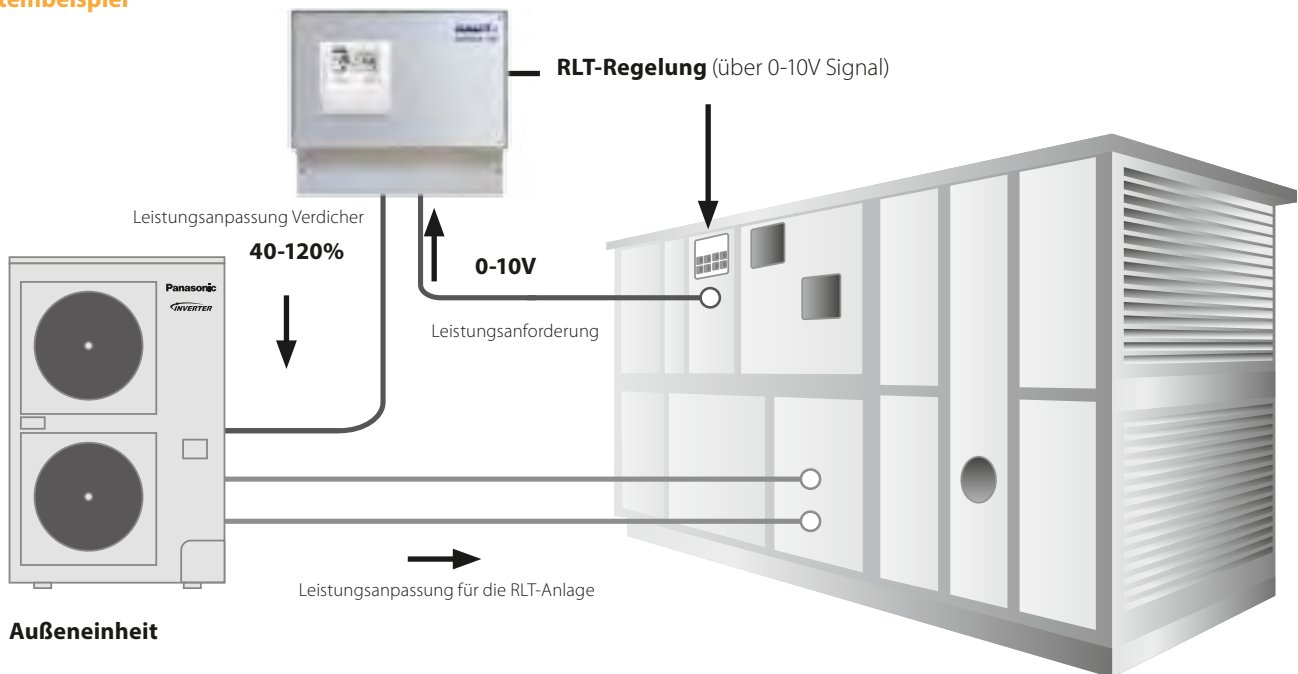 RLT-Regelung (über 0-10V Signal)
Leistungsanpassung Verdicher
40-120%
0-10V
Panasonic
INVERTER
Leistungsanforderung
Leistungsanpassung für die RLT-Anlage
Außeneinheit